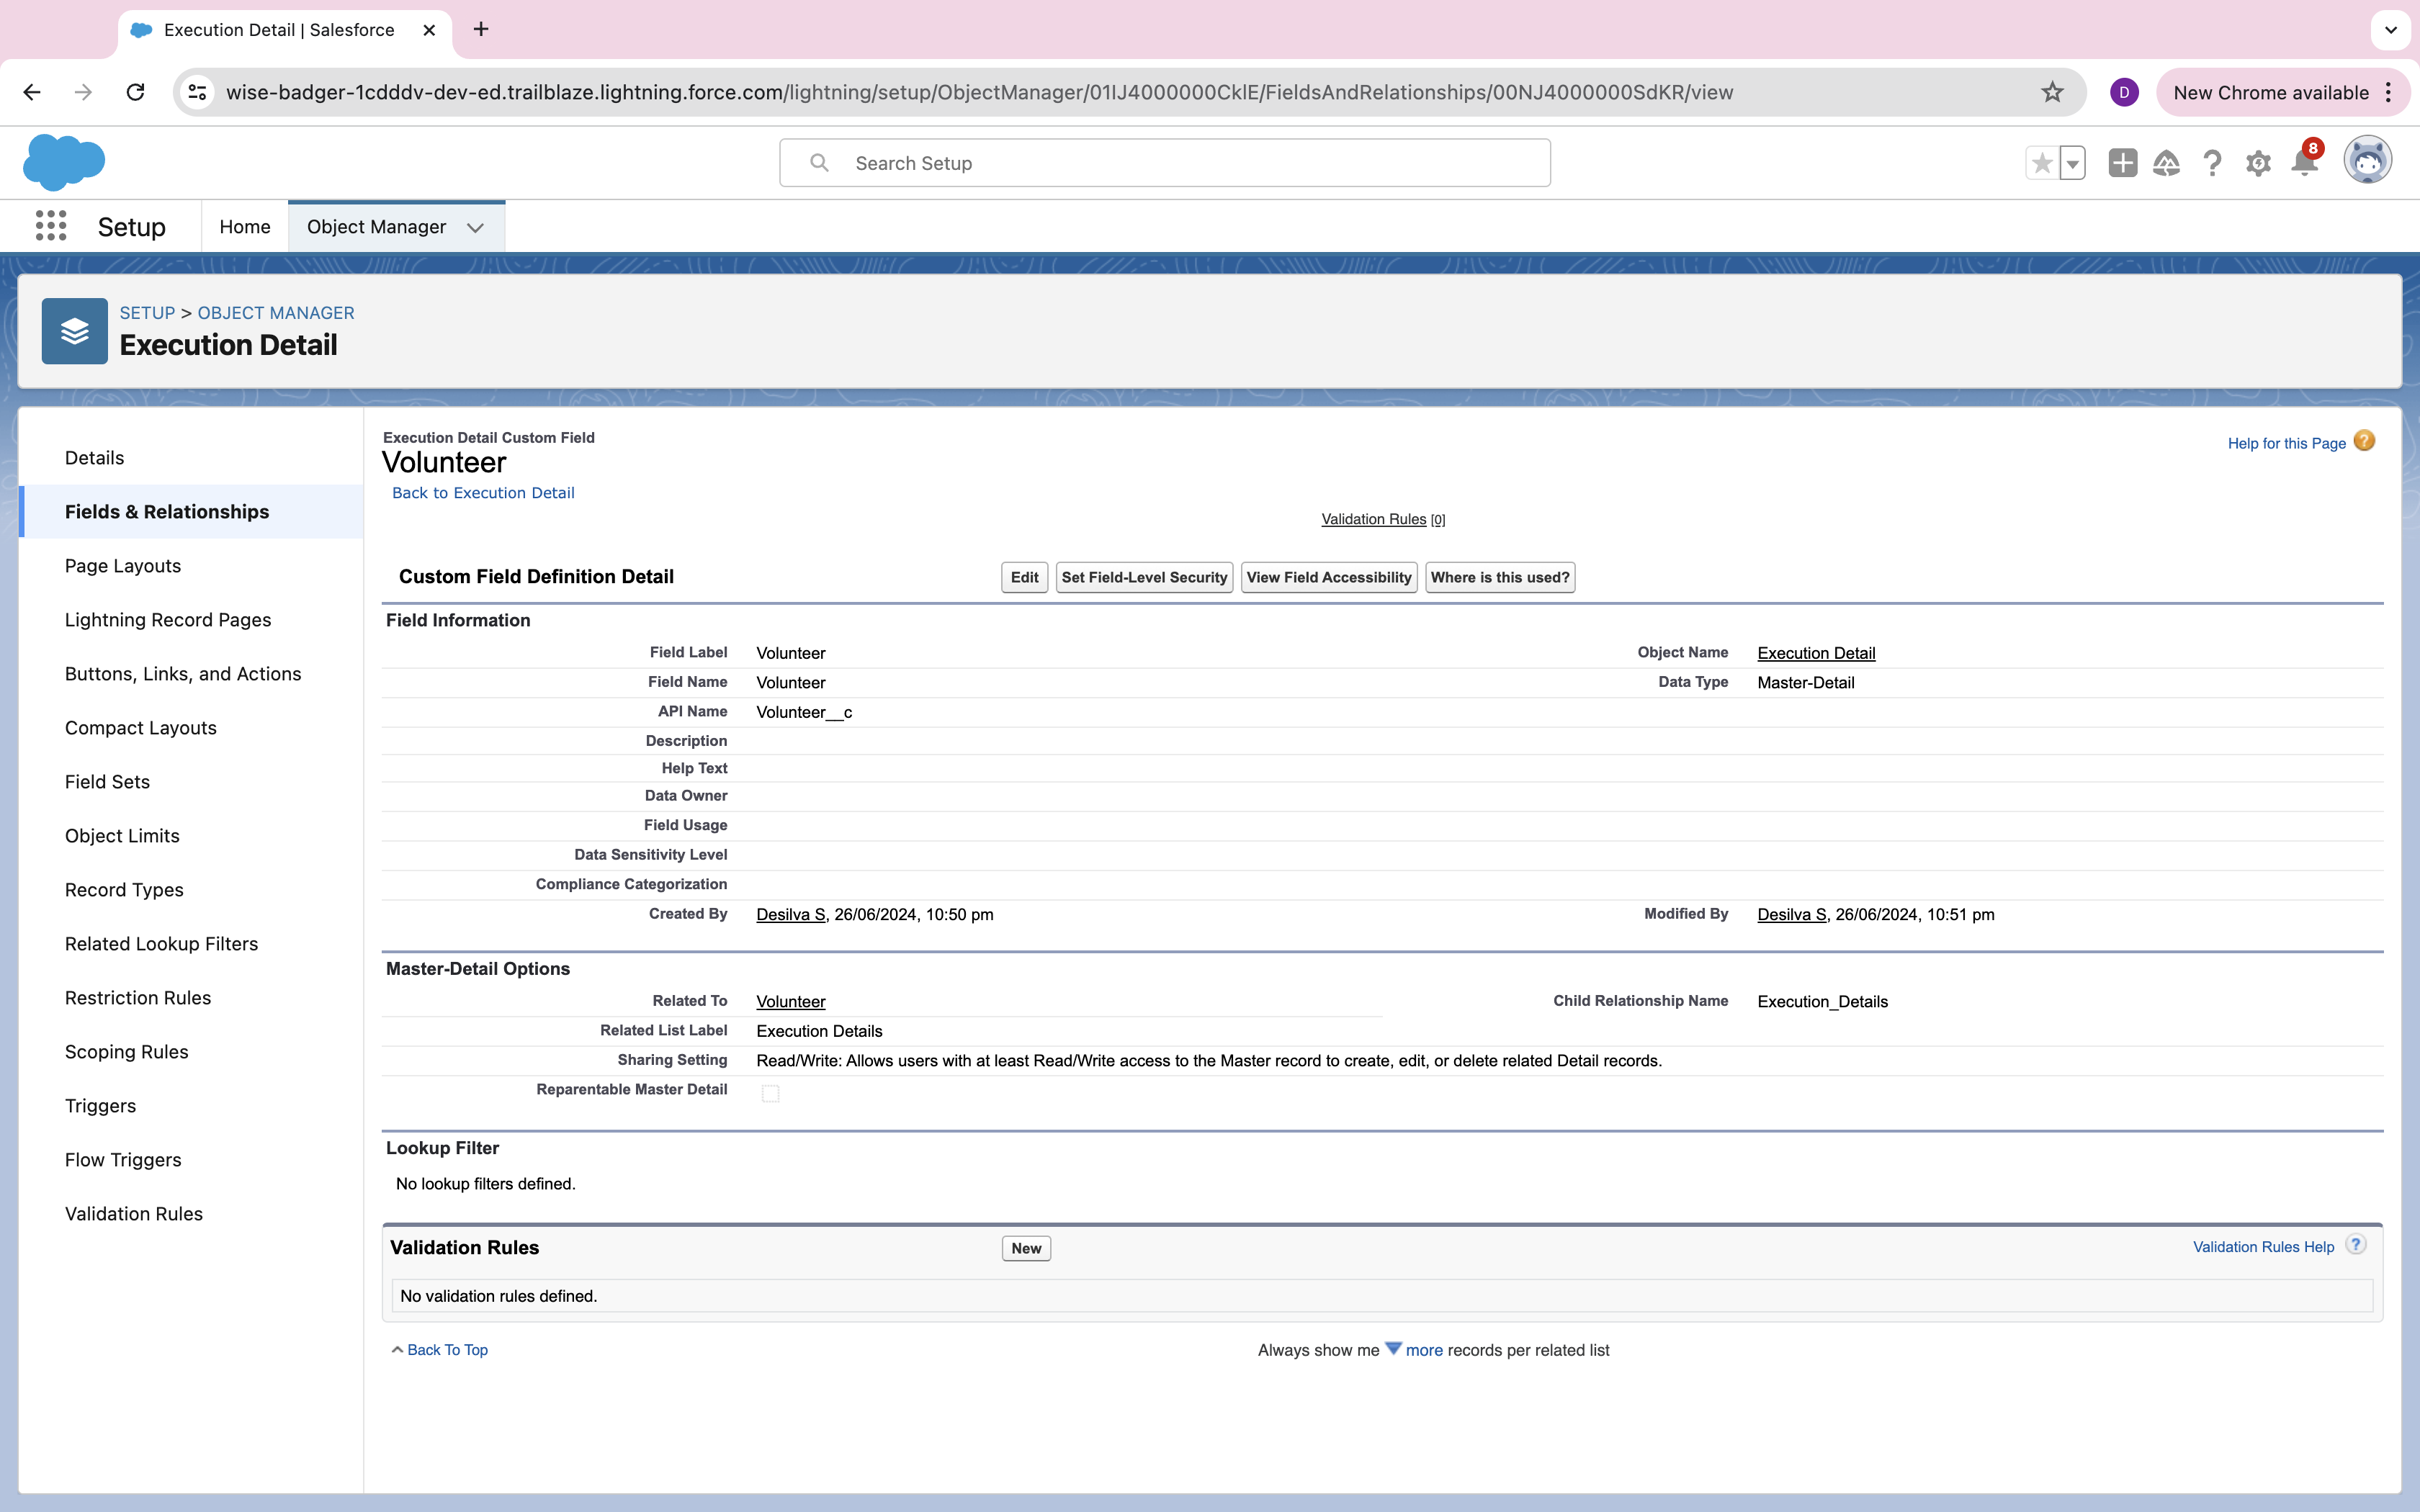 Execution Detail | Salesforce
wise-badger-1cdddv-dev-ed.trailblaze.lightning.force.com/lightning/setup/ObjectManager/01IJ4000000CklE/FieldsAndRelationships/00NJ4000000SdKR/view
D
New Chrome available
Search Setup
8
Setup
Home
Object Manager
SETUP > OBJECT MANAGER
Execution Detail
Details
Fields & Relationships
Page Layouts
Lightning Record Pages
Buttons, Links, and Actions
Compact Layouts
Field Sets
Object Limits
Record Types
Related Lookup Filters
Restriction Rules
Scoping Rules
Triggers
Flow Triggers
Validation Rules
Execution Detail Custom Field
Volunteer
Back to Execution Detail
Help for this Page
Validation Rules [0]
Custom Field Definition Detail
Edit
Set Field-Level Security
View Field Accessibility
Where is this used?
Field Information
Field Label Volunteer Object Name Execution Detail
Field Name Volunteer Data Type Master-Detail
API Name Volunteer__c
Description
Help Text
Data Owner
Field Usage
Data Sensitivity Level
Compliance Categorization
Created By Desilva S, 26/06/2024, 10:50 pm Modified By Desilva S, 26/06/2024, 10:51 pm
Master-Detail Options
Related To Volunteer Child Relationship Name Execution_Details
Related List Label Execution Details
Sharing Setting Read/Write: Allows users with at least Read/Write access to the Master record to create, edit, or delete related Detail records.
Reparentable Master Detail
Lookup Filter
No lookup filters defined.
Validation Rules
New
Validation Rules Help ?
No validation rules defined.
Back To Top
Always show me more records per related list